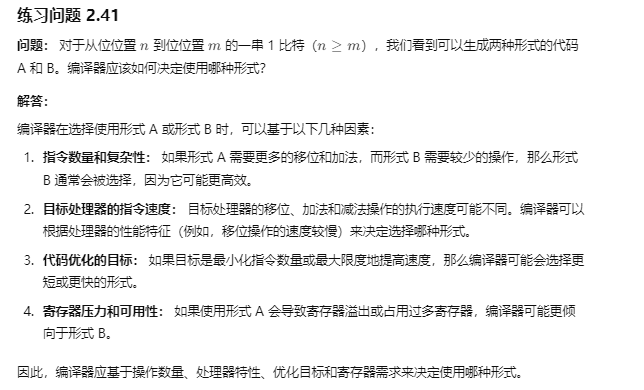 练习问题 2.41
问题： 对于从位位置 n 到位位置 m 的一串 1 比特（n ≥ m），我们看到可以生成两种形式的代码
A 和 B。编译器应该如何决定使用哪种形式？
解答：
编译器在选择使用形式 A 或形式 B 时，可以基于以下几种因素：
1. 指令数量和复杂性： 如果形式 A 需要更多的移位和加法，而形式 B 需要较少的操作，那么形式
B 通常会被选择，因为它可能更高效。
2. 目标处理器的指令速度： 目标处理器的移位、加法和减法操作的执行速度可能不同。编译器可以
根据处理器的性能特征（例如，移位操作的速度较慢）来决定选择哪种形式。
3. 代码优化的目标： 如果目标是最小化指令数量或最大限度地提高速度，那么编译器可能会选择更
短或更快的形式。
4. 寄存器压力和可用性： 如果使用形式 A 会导致寄存器溢出或占用过多寄存器，编译器可能更倾
向于形式 B。
因此，编译器应基于操作数量、处理器特性、优化目标和寄存器需求来决定使用哪种形式。